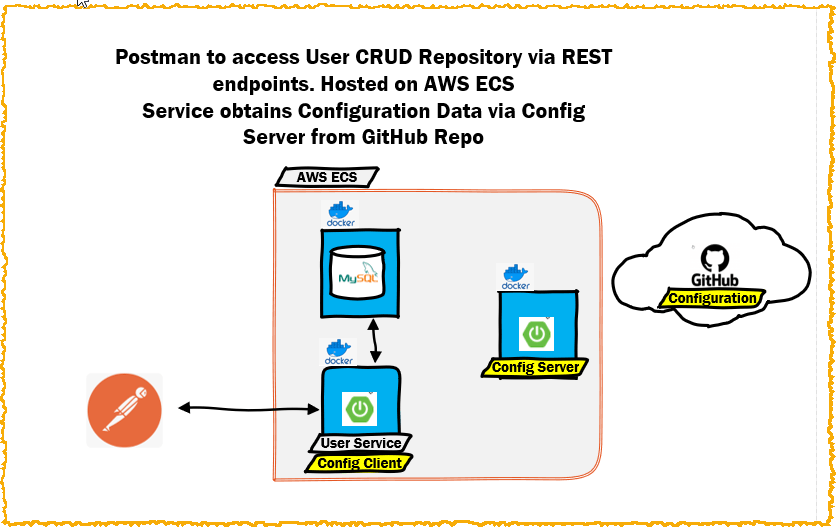 Postman to access User CRUD Repository via REST
endpoints. Hosted on AWS ECS
Service obtains Configuration Data via Config
Server from GitHub Repo
AWS ECS
docker
MySQL
docker
GitHub
Configuration
Config Server
docker
User Service
Config Client